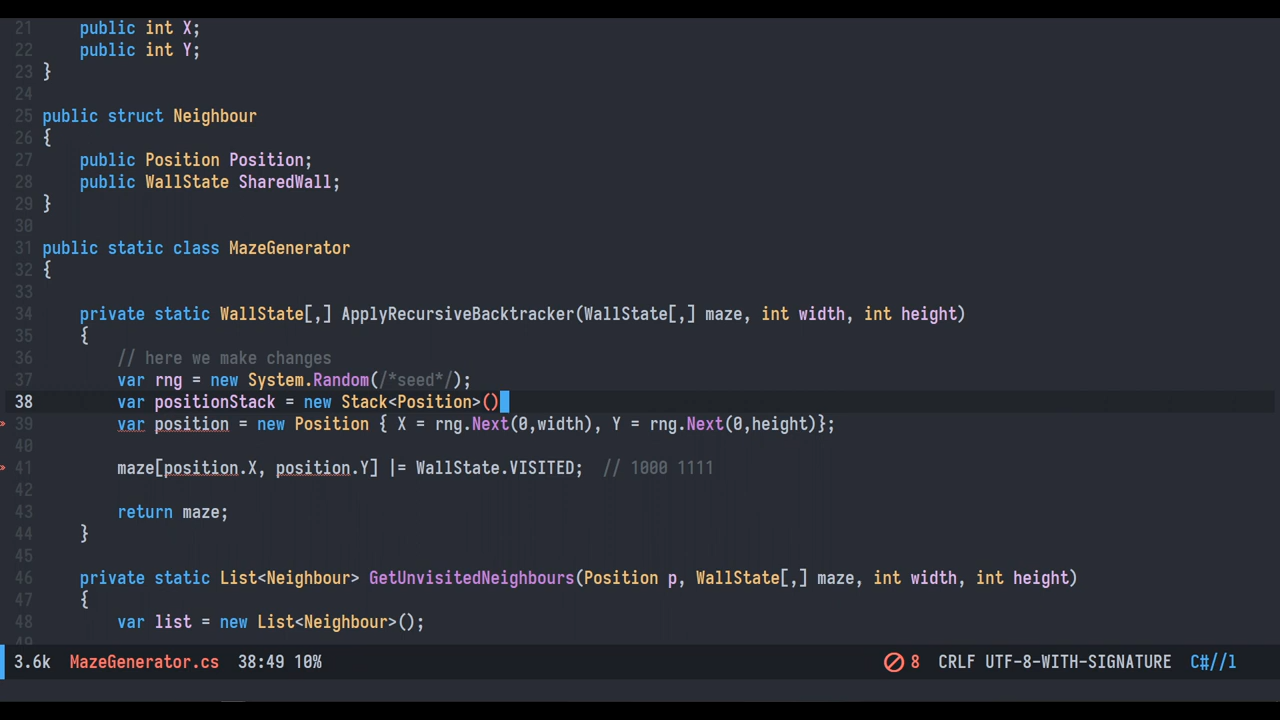 21 public int X;
22 public int Y;
23 }
24
25 public struct Neighbour
26 {
27 public Position Position;
28 public WallState SharedWall;
29 }
30
31 public static class MazeGenerator
32 {
33
34 private static WallState[,] ApplyRecursiveBacktracker(WallState[,] maze, int width, int height)
35 {
36 // here we make changes
37 var rng = new System.Random(/*seed*/);
38 var positionStack = new Stack<Position>()
39 var position = new Position { X = rng.Next(0,width), Y = rng.Next(0,height)};
40
41 maze[position.X, position.Y] |= WallState.VISITED; // 1000 1111
42
43 return maze;
44 }
45
46 private static List<Neighbour> GetUnvisitedNeighbours(Position p, WallState[,] maze, int width, int height)
47 {
48 var list = new List<Neighbour>();
49
3.6k MazeGenerator.cs 38:49 10% 8 CRLF UTF-8-WITH-SIGNATURE C#//l